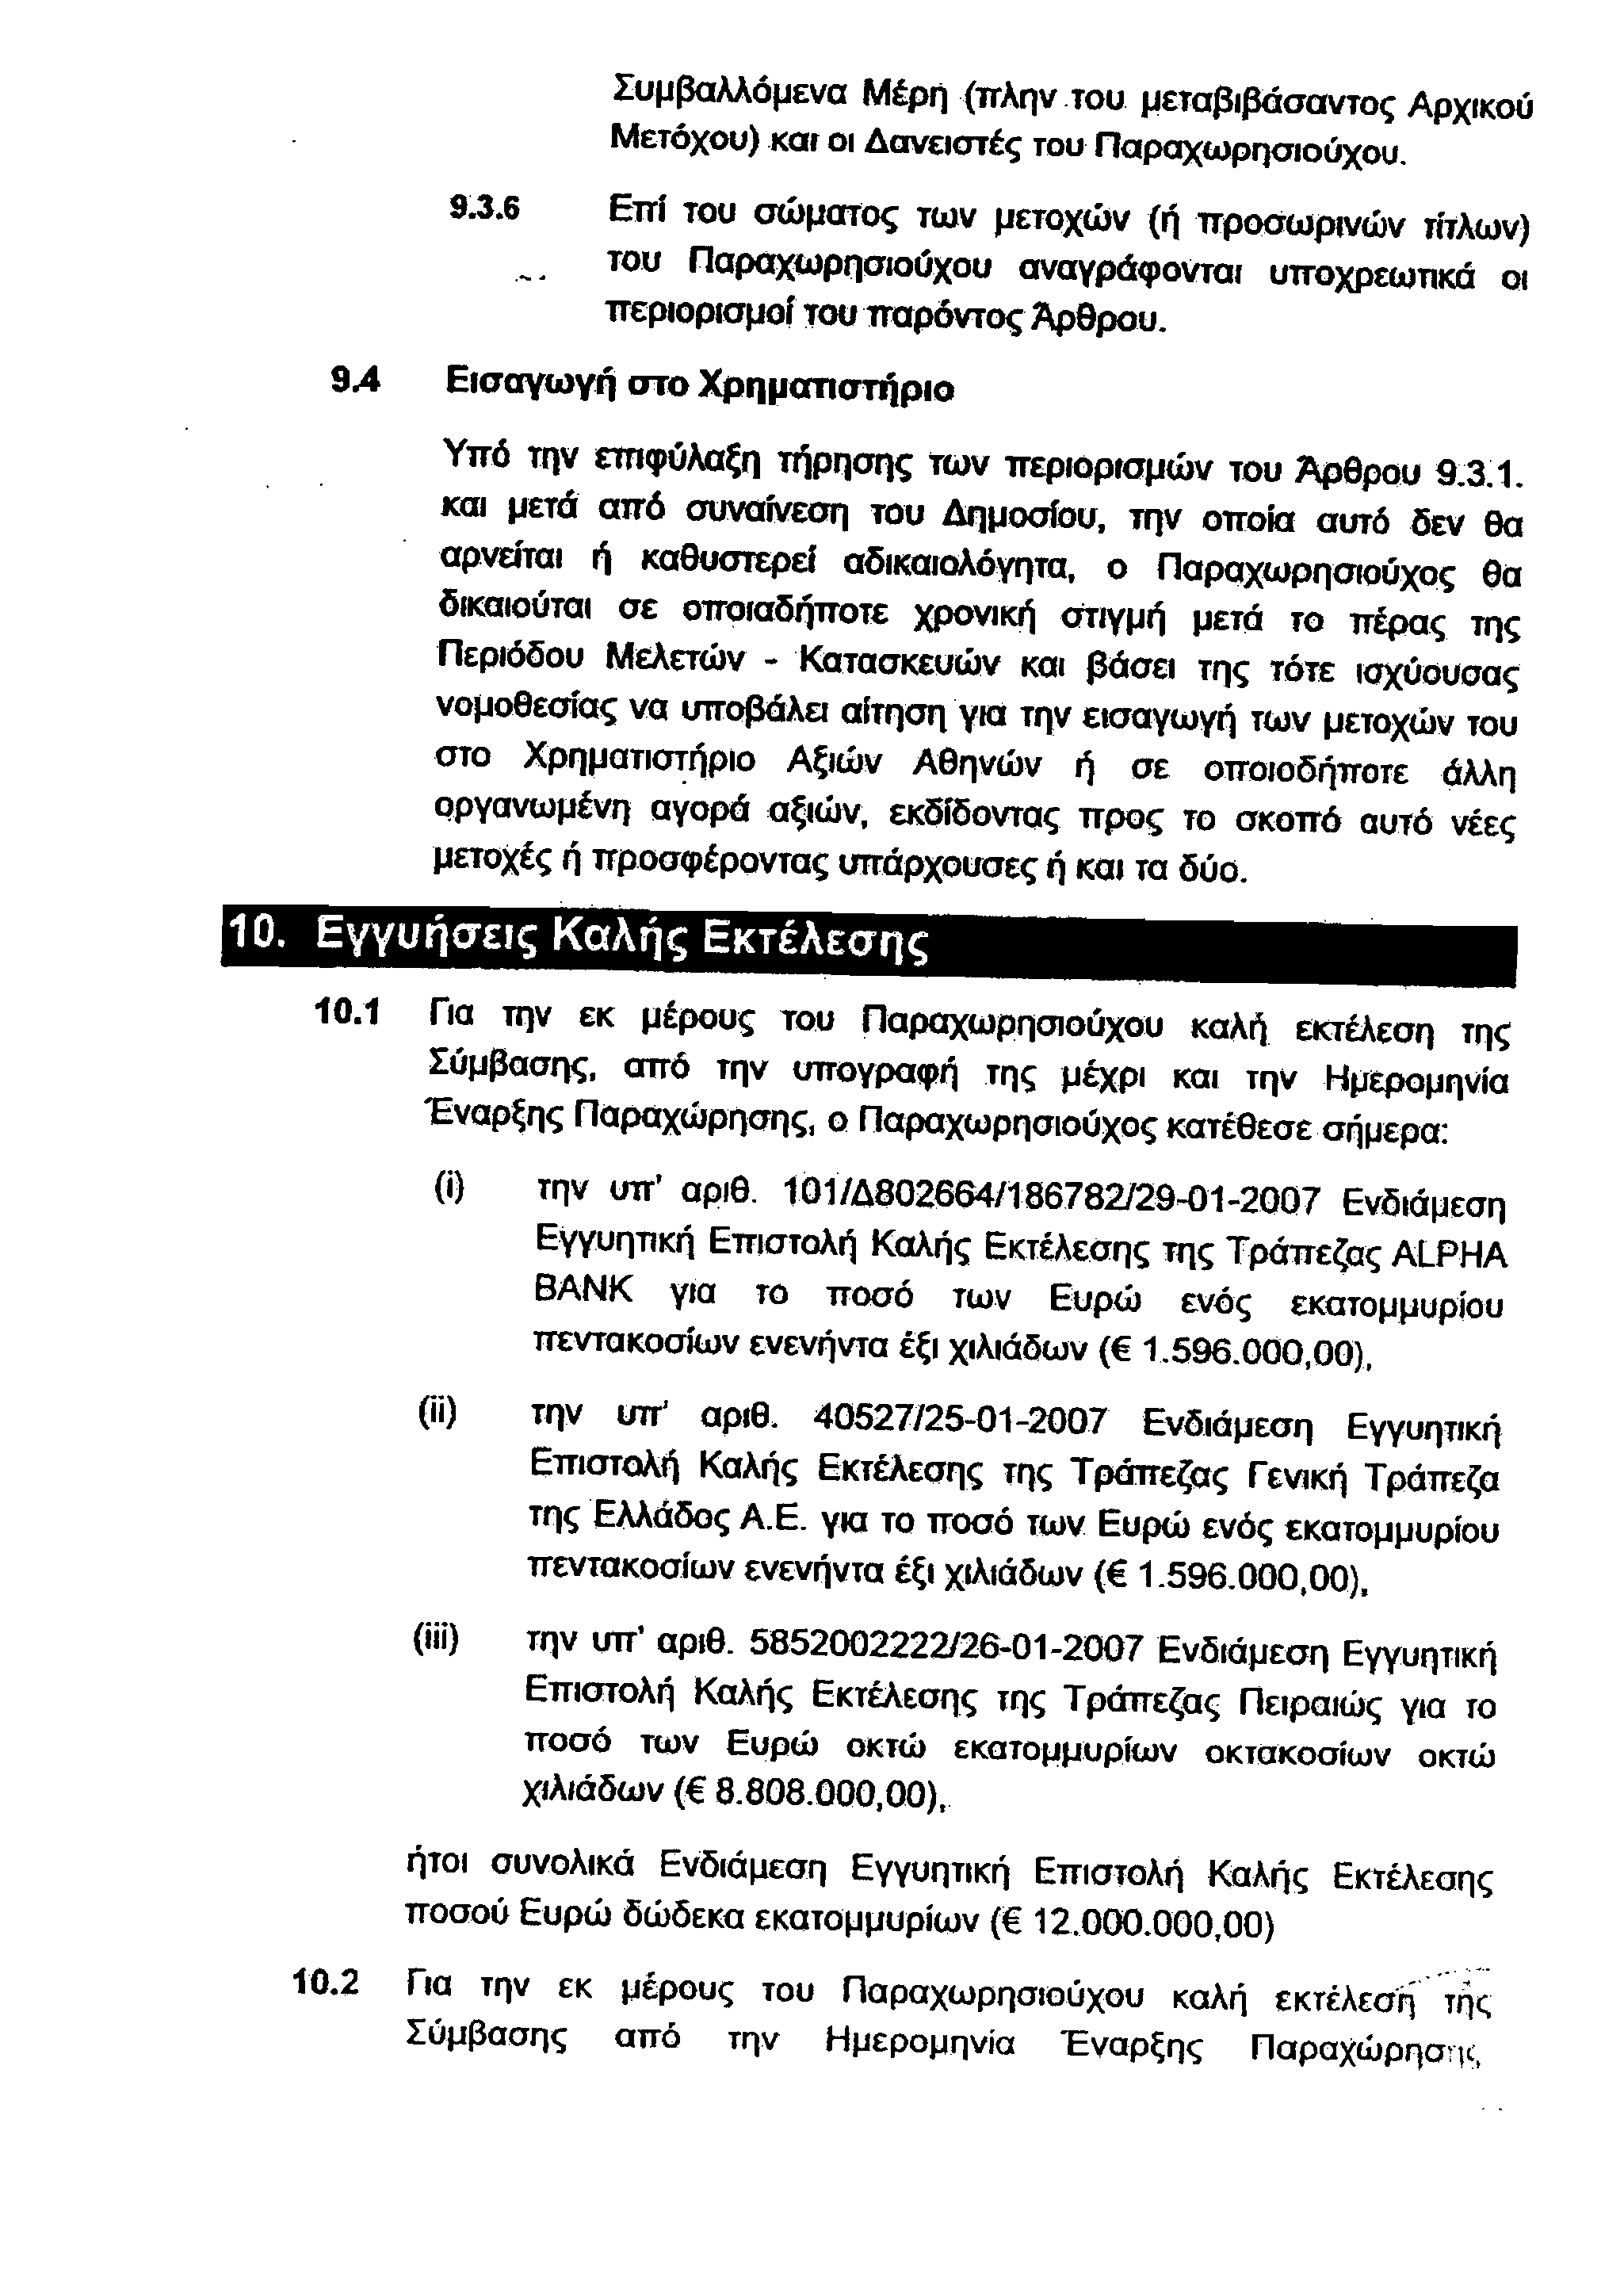 Συμβαλλόμενα Μέρη (πλην του μεταβιβάσαντος Αρχικού
Μετόχου) και οι Δανειστές του Παραχωρησιούχου.
9.3.6 Επί του σώματος των μετοχών (ή προσωρινών τίτλων)
του Παραχωρησιούχου αναγράφονται υποχρεωτικά οι
περιορισμοί του παρόντος Άρθρου.
9.4 Εισαγωγή στο Χρηματιστήριο
Υπό την επιφύλαξη τήρησης των περιορισμών του Άρθρου 9.3.1.
και μετά από συναίνεση του Δημοσίου, την οποία αυτό δεν θα
αρνείται ή καθυστερεί αδικαιολόγητα, ο Παραχωρησιούχος θα
δικαιούται σε οποιαδήποτε χρονική στιγμή μετά το πέρας της
Περιόδου Μελετών - Κατασκευών και βάσει της τότε ισχύουσας
νομοθεσίας να υποβάλει αίτηση για την εισαγωγή των μετοχών του
στο Χρηματιστήριο Αξιών Αθηνών ή σε οποιοδήποτε άλλη
οργανωμένη αγορά αξιών, εκδίδοντας προς το σκοπό αυτό νέες
μετοχές ή προσφέροντας υπάρχουσες ή και τα δύο.
10. Εγγυήσεις Καλής Εκτέλεσης
10.1 Για την εκ μέρους του Παραχωρησιούχου καλή εκτέλεση της
Σύμβασης, από την υπογραφή της μέχρι και την Ημερομηνία
Έναρξης Παραχώρησης, ο Παραχωρησιούχος κατέθεσε σήμερα:
(i) την υπ' αριθ. 101/Δ802664/186782/29-01-2007 Ενδιάμεση
Εγγυητική Επιστολή Καλής Εκτέλεσης της Τράπεζας ALPHA
BANK για το ποσό των Ευρώ ενός εκατομμυρίου
πεντακοσίων ενενήντα έξι χιλιάδων (€ 1.596.000,00),
(ii) την υπ' αριθ. 40527/25-01-2007 Ενδιάμεση Εγγυητική
Επιστολή Καλής Εκτέλεσης της Τράπεζας Γενική Τράπεζα
της Ελλάδος Α.Ε. για το ποσό των Ευρώ ενός εκατομμυρίου
πεντακοσίων ενενήντα έξι χιλιάδων (€ 1.596.000,00),
(iii) την υπ' αριθ. 5852002222/26-01-2007 Ενδιάμεση Εγγυητική
Επιστολή Καλής Εκτέλεσης της Τράπεζας Πειραιώς για το
ποσό των Ευρώ οκτώ εκατομμυρίων οκτακοσίων οκτώ
χιλιάδων (€ 8.808.000,00),
ήτοι συνολικά Ενδιάμεση Εγγυητική Επιστολή Καλής Εκτέλεσης
ποσού Ευρώ δώδεκα εκατομμυρίων (€ 12.000.000,00)
10.2 Για την εκ μέρους του Παραχωρησιούχου καλή εκτέλεση της
Σύμβασης από την Ημερομηνία Έναρξης Παραχώρησης